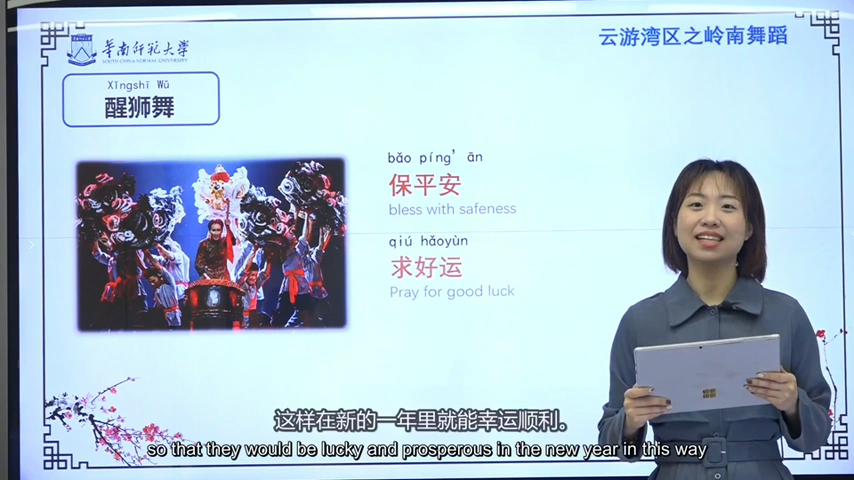 華南师范大学
SOUTH CHINA NORMAL UNIVERSITY
云游湾区之岭南舞蹈
Xǐngshī Wǔ
醒狮舞
bǎo píng’ān
保平安
bless with safeness
qiú hǎoyùn
求好运
Pray for good luck
这样在新的一年里就能幸运顺利.
so that they would be lucky and prosperous in the new year in this way